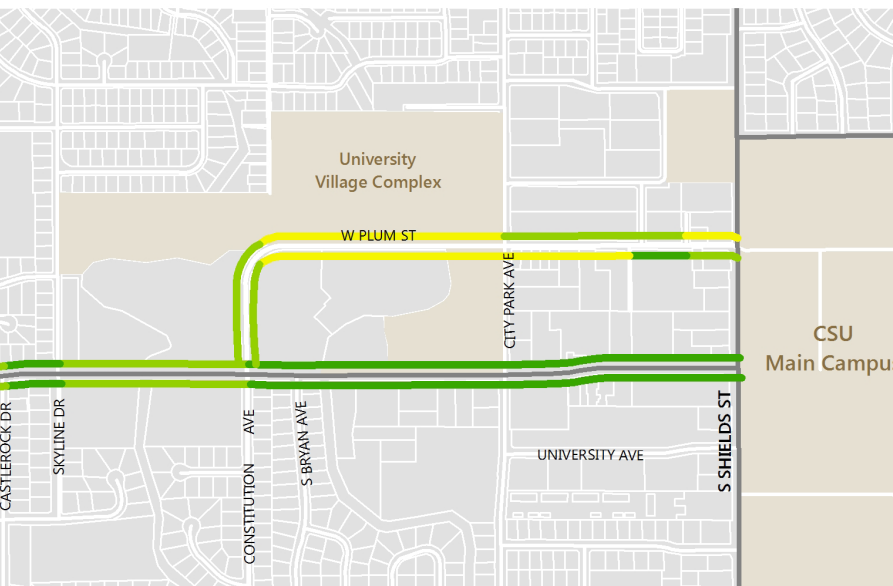 University
Village Complex
W PLUM ST
CITY PARK AVE
CSU
Main Campus
CASTLEROCK DR
SKYLINE DR
CONSTITUTION AVE
S BRYAN AVE
UNIVERSITY AVE
S SHIELDS ST